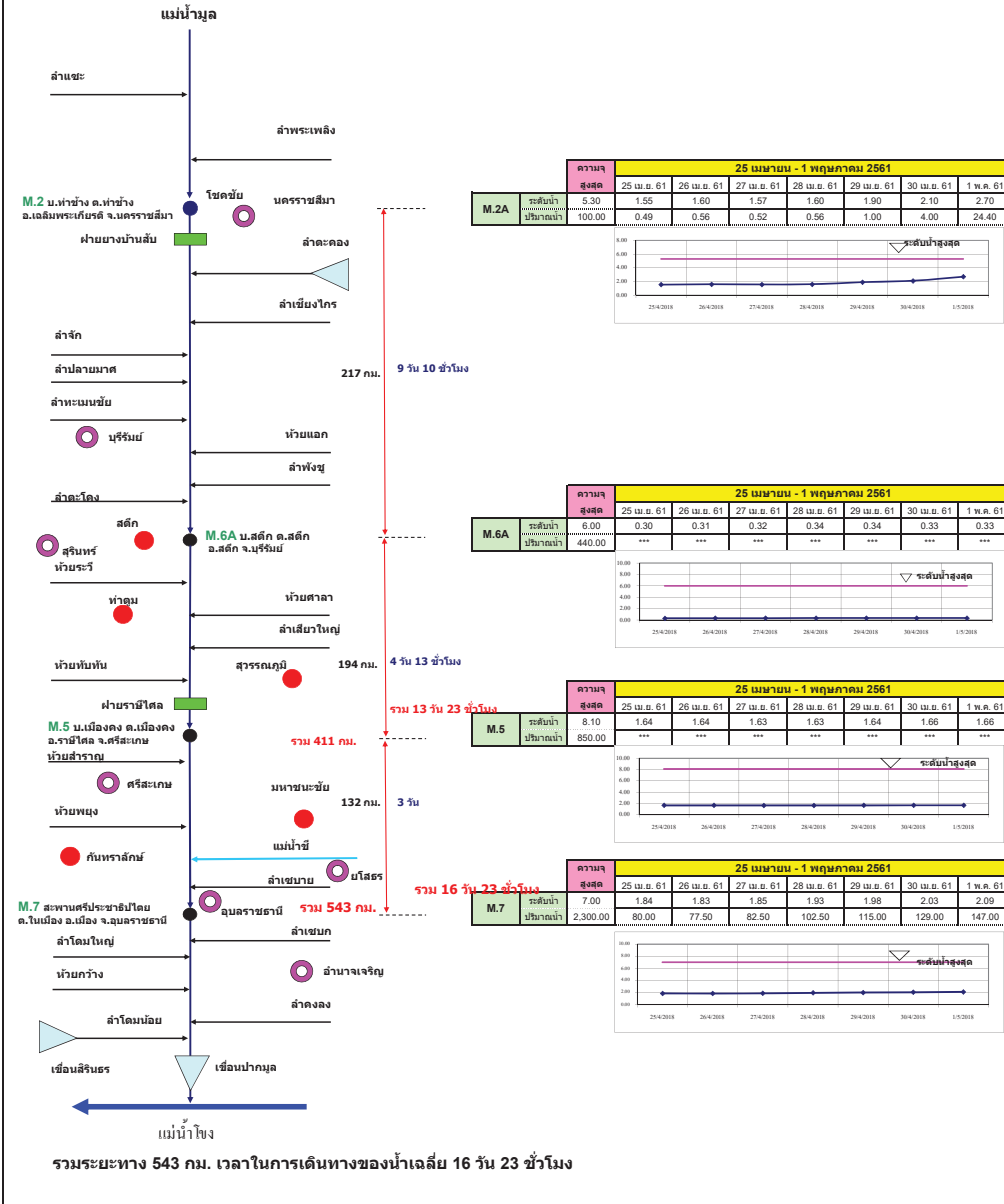 แม่น้ำมูล
ลำแซะ
ลำพระเพลิง
M.2 บ.ท่าช้าง ต.ท่าช้าง
อ.เฉลิมพระเกียรติ จ.นครราชสีมา
โชคชัย
นครราชสีมา
ฝายยางบ้านสับ
ลำตะคอง
ลำเชียงไกร
ลำจัก
ลำปลายมาศ
217 กม.
9 วัน 10 ชั่วโมง
ลำทะเมนชัย
บุรีรัมย์
ห้วยแอก
ลำพังชู
ลำตะโคง
สตึก
M.6A บ.สตึก ต.สตึก
อ.สตึก จ.บุรีรัมย์
สุรินทร์
ห้วยระวี
ท่าตูม
ห้วยศาลา
ลำเสียวใหญ่
ห้วยทับทัน
สุวรรณภูมิ
194 กม.
4 วัน 13 ชั่วโมง
ฝายราษีไศล
รวม 13 วัน 23 ชั่วโมง
M.5 บ.เมืองคง ต.เมืองคง
อ.ราษีไศล จ.ศรีสะเกษ
รวม 411 กม.
ห้วยสำราญ
ศรีสะเกษ
มหาชนะชัย
132 กม.
3 วัน
ห้วยพยุง
กันทราลักษ์
แม่น้ำชี
ยโสธร
ลำเซบาย
รวม 16 วัน 23 ชั่วโมง
M.7 สะพานศรีประชาธิปไตย
ต.ในเมือง อ.เมือง จ.อุบลราชธานี
อุบลราชธานี
รวม 543 กม.
ลำเซบก
ลำโดมใหญ่
อำนาจเจริญ
ห้วยกว้าง
ลำดงลง
ลำโดมน้อย
เขื่อนสิรินธร
เขื่อนปากมูล
แม่น้ำโขง
รวมระยะทาง 543 กม. เวลาในการเดินทางของน้ำเฉลี่ย 16 วัน 23 ชั่วโมง
ความจุ 25 เมษายน - 1 พฤษภาคม 2561
สูงสุด 25 เม.ย. 61 26 เม.ย. 61 27 เม.ย. 61 28 เม.ย. 61 29 เม.ย. 61 30 เม.ย. 61 1 พ.ค. 61
M.2A
ระดับน้ำ 5.30 1.55 1.60 1.57 1.60 1.90 2.10 2.70
ปริมาณน้ำ 100.00 0.49 0.56 0.52 0.56 1.00 4.00 24.40
ระดับน้ำสูงสุด
8.00
6.00
4.00
2.00
0.00
25/4/2018 26/4/2018 27/4/2018 28/4/2018 29/4/2018 30/4/2018 1/5/2018
ความจุ 25 เมษายน - 1 พฤษภาคม 2561
สูงสุด 25 เม.ย. 61 26 เม.ย. 61 27 เม.ย. 61 28 เม.ย. 61 29 เม.ย. 61 30 เม.ย. 61 1 พ.ค. 61
M.6A
ระดับน้ำ 6.00 0.30 0.31 0.32 0.34 0.34 0.33 0.33
ปริมาณน้ำ 440.00 *** *** *** *** *** *** ***
ระดับน้ำสูงสุด
10.00
8.00
6.00
4.00
2.00
0.00
25/4/2018 26/4/2018 27/4/2018 28/4/2018 29/4/2018 30/4/2018 1/5/2018
ความจุ 25 เมษายน - 1 พฤษภาคม 2561
สูงสุด 25 เม.ย. 61 26 เม.ย. 61 27 เม.ย. 61 28 เม.ย. 61 29 เม.ย. 61 30 เม.ย. 61 1 พ.ค. 61
M.5
ระดับน้ำ 8.10 1.64 1.64 1.63 1.63 1.64 1.66 1.66
ปริมาณน้ำ 850.00 *** *** *** *** *** *** ***
ระดับน้ำสูงสุด
10.00
8.00
6.00
4.00
2.00
0.00
25/4/2018 26/4/2018 27/4/2018 28/4/2018 29/4/2018 30/4/2018 1/5/2018
ความจุ 25 เมษายน - 1 พฤษภาคม 2561
สูงสุด 25 เม.ย. 61 26 เม.ย. 61 27 เม.ย. 61 28 เม.ย. 61 29 เม.ย. 61 30 เม.ย. 61 1 พ.ค. 61
M.7
ระดับน้ำ 7.00 1.84 1.83 1.85 1.93 1.98 2.03 2.09
ปริมาณน้ำ 2,300.00 80.00 77.50 82.50 102.50 115.00 129.00 147.00
ระดับน้ำสูงสุด
10.00
8.00
6.00
4.00
2.00
0.00
25/4/2018 26/4/2018 27/4/2018 28/4/2018 29/4/2018 30/4/2018 1/5/2018